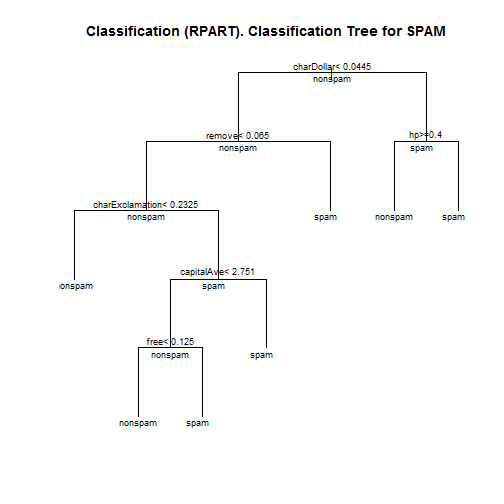 Classification (RPART). Classification Tree for SPAM
charDollar< 0.0445
nonspam
remove< 0.065
nonspam
hp>=0.4
spam
charExclamation< 0.2325
nonspam
spam
nonspam
spam
onspam
capitalAve< 2.751
spam
free< 0.125
nonspam
spam
nonspam
spam